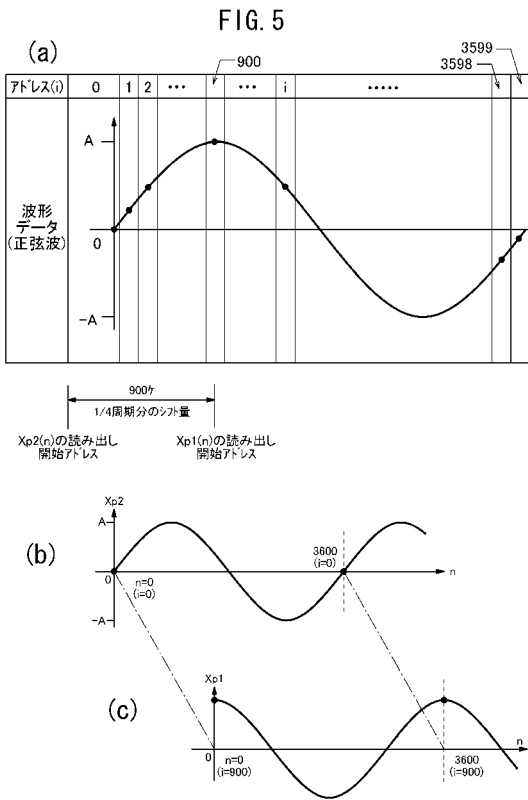 FIG. 5
(a)
900
3599
3598
アドレス(i) 0 1 2 ••• ••• i •••••
A
波形
データ
(正弦波)
0
-A
900ケ
1/4周期分のシフト量
Xp2(n)の読み出し
開始アドレス
Xp1(n)の読み出し
開始アドレス
(b)
Xp2
A
3600
(i=0)
0
n=0
(i=0)
n
-A
(c)
Xp1
0
n=0
(i=900)
3600
(i=900)
n